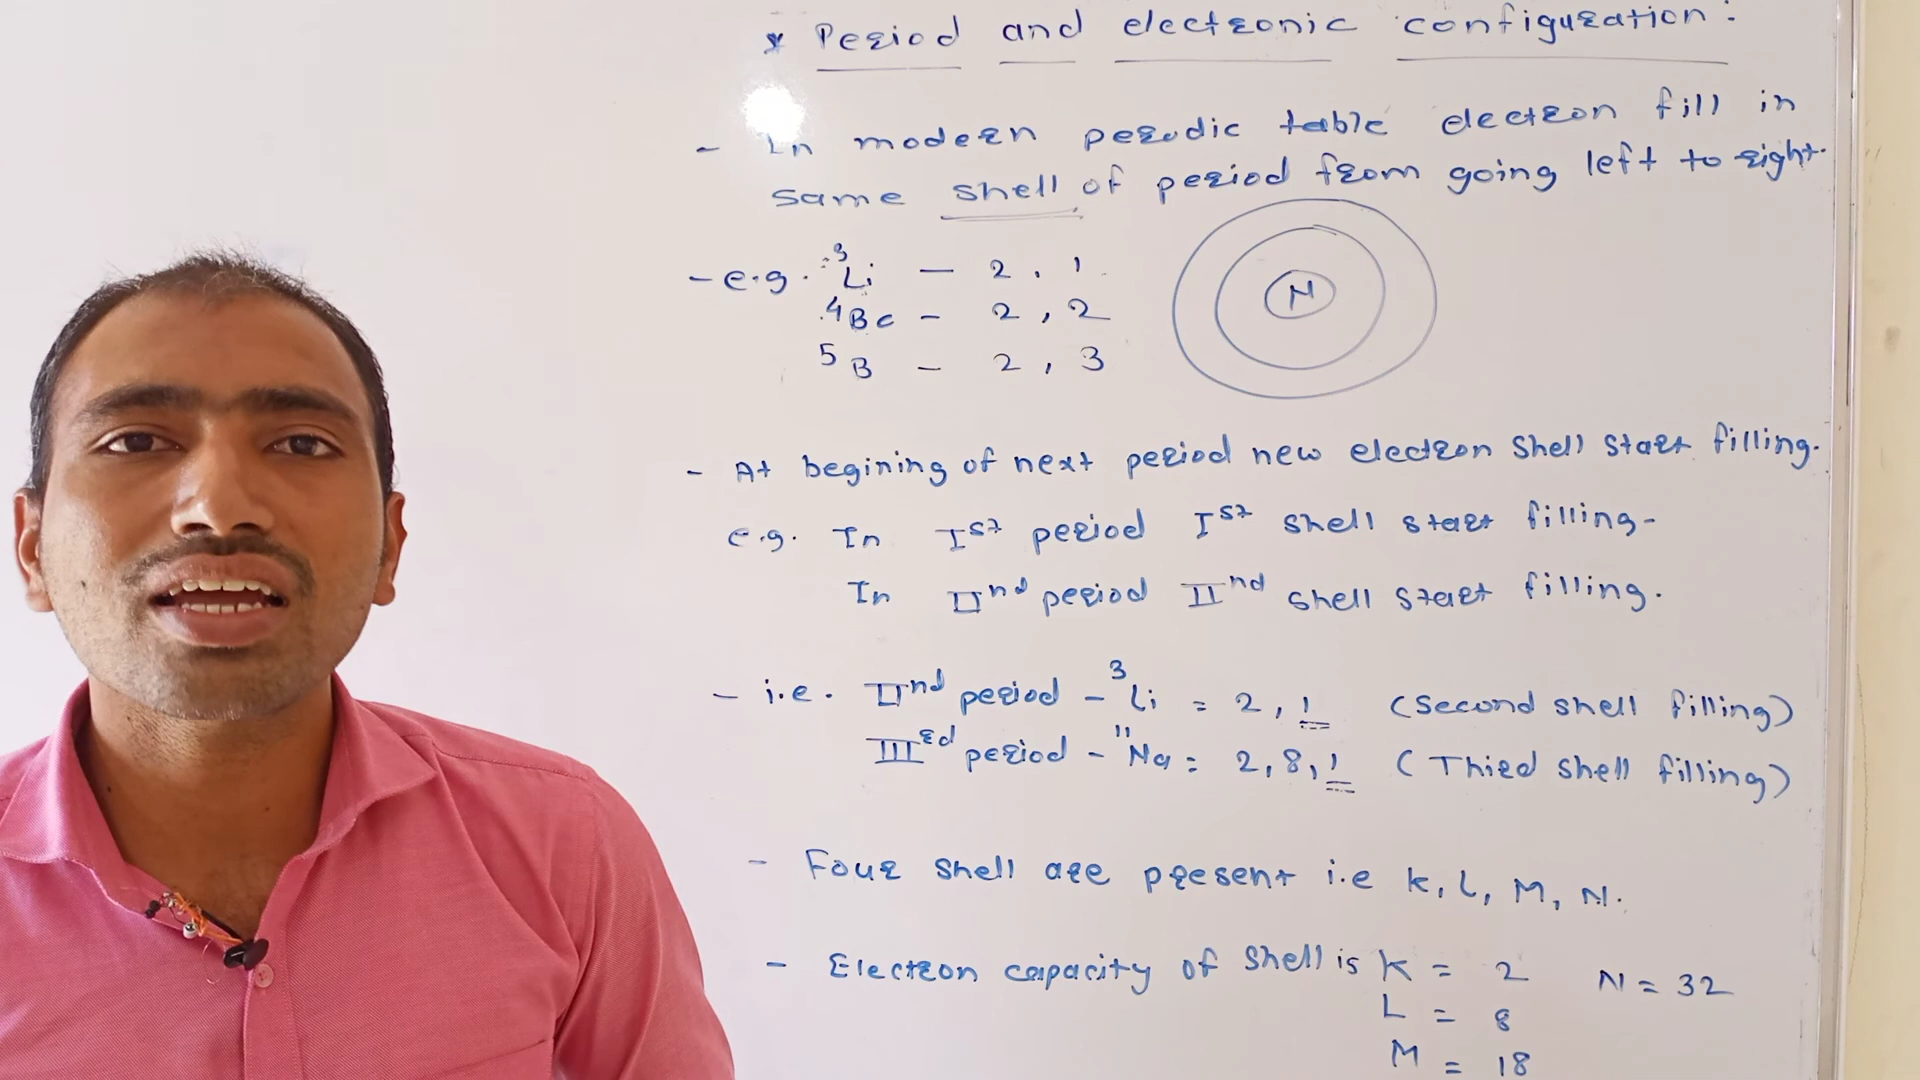 * Period and electronic configuration:
- In modern periodic table electron fill in
same shell of period from going left to right.
- e.g. 3Li - 2, 1
4Be - 2, 2
5B - 2, 3
N
- At begining of next period new electron shell start filling.
e.g. In Ist period Ist shell start filling-
In IInd period IInd shell start filling.
- i.e. IInd period - 3Li = 2, 1 (Second shell filling)
IIIrd period - 11Na = 2, 8, 1 (Third shell filling)
- Four shell are present i.e K, L, M, N.
- Electron capacity of shell is K = 2 N = 32
L = 8
M = 18